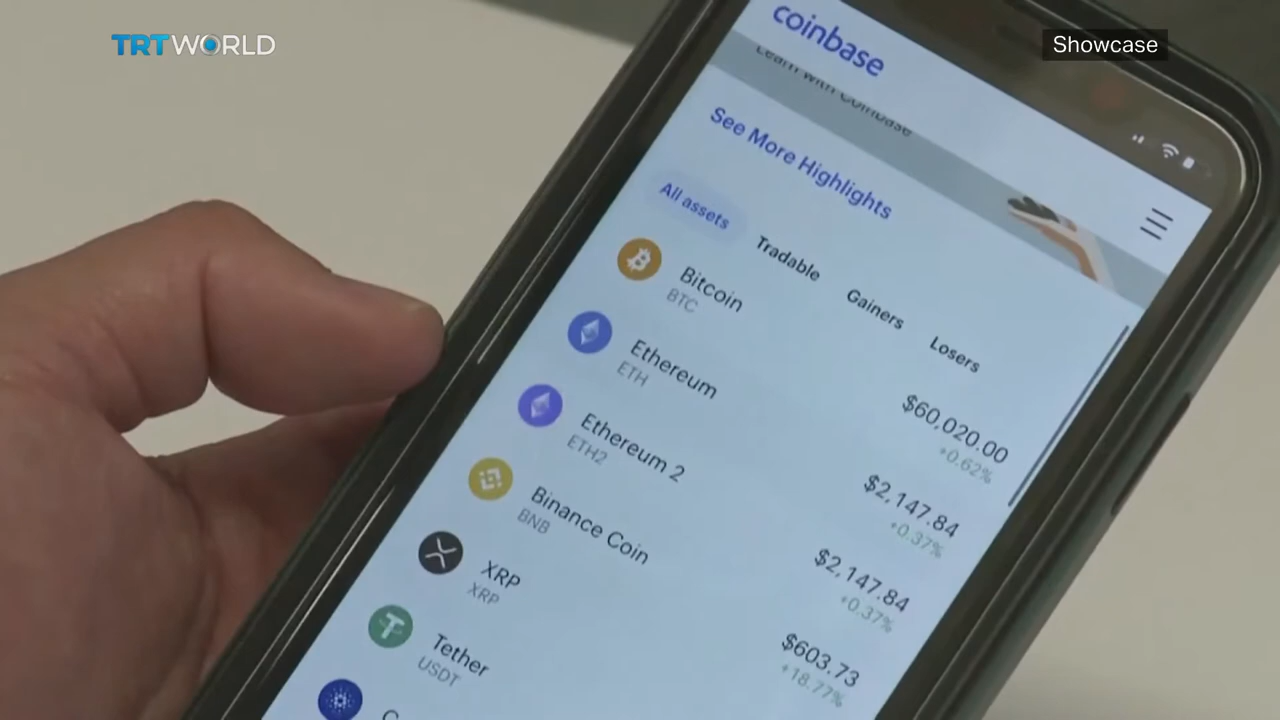 TRT WORLD
Showcase
coinbase
Learn with Coinbase
See More Highlights
All assets
Tradable
Gainers
Losers
Bitcoin
BTC
$60,020.00
+0.62%
Ethereum
ETH
$2,147.84
+0.37%
Ethereum 2
ETH2
$2,147.84
+0.37%
Binance Coin
BNB
$603.73
+18.77%
XRP
XRP
Tether
USDT